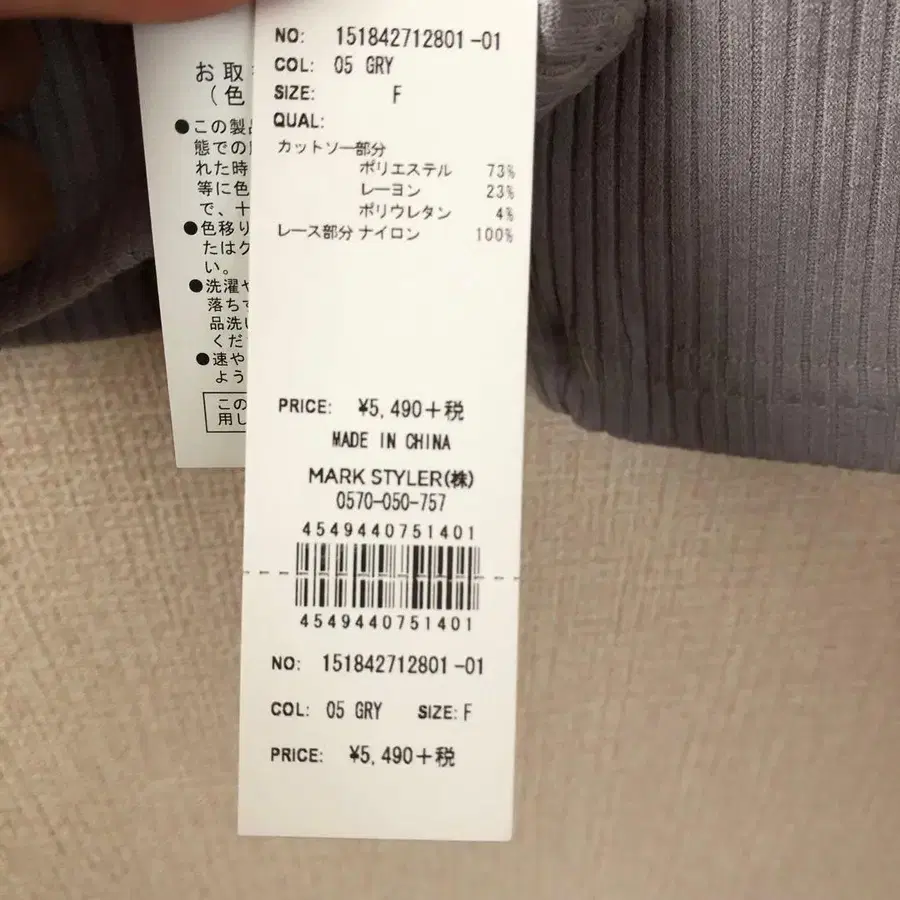 お取
（色
●この製品
態での
れた時
等に色
で、十
●色移り
たはク
い。
●洗濯や
落ちす
品洗い
くだ
●速や
よう
この
用し
NO: 151842712801-01
COL: 05 GRY
SIZE: F
QUAL:
カットソー部分
ポリエステル 73%
レーヨン 23%
ポリウレタン 4%
レース部分 ナイロン 100%
PRICE: ¥5,490+税
MADE IN CHINA
MARK STYLER(株)
0570-050-757
4549440751401
4549440751401
NO: 151842712801-01
COL: 05 GRY SIZE: F
PRICE: ¥5,490+税